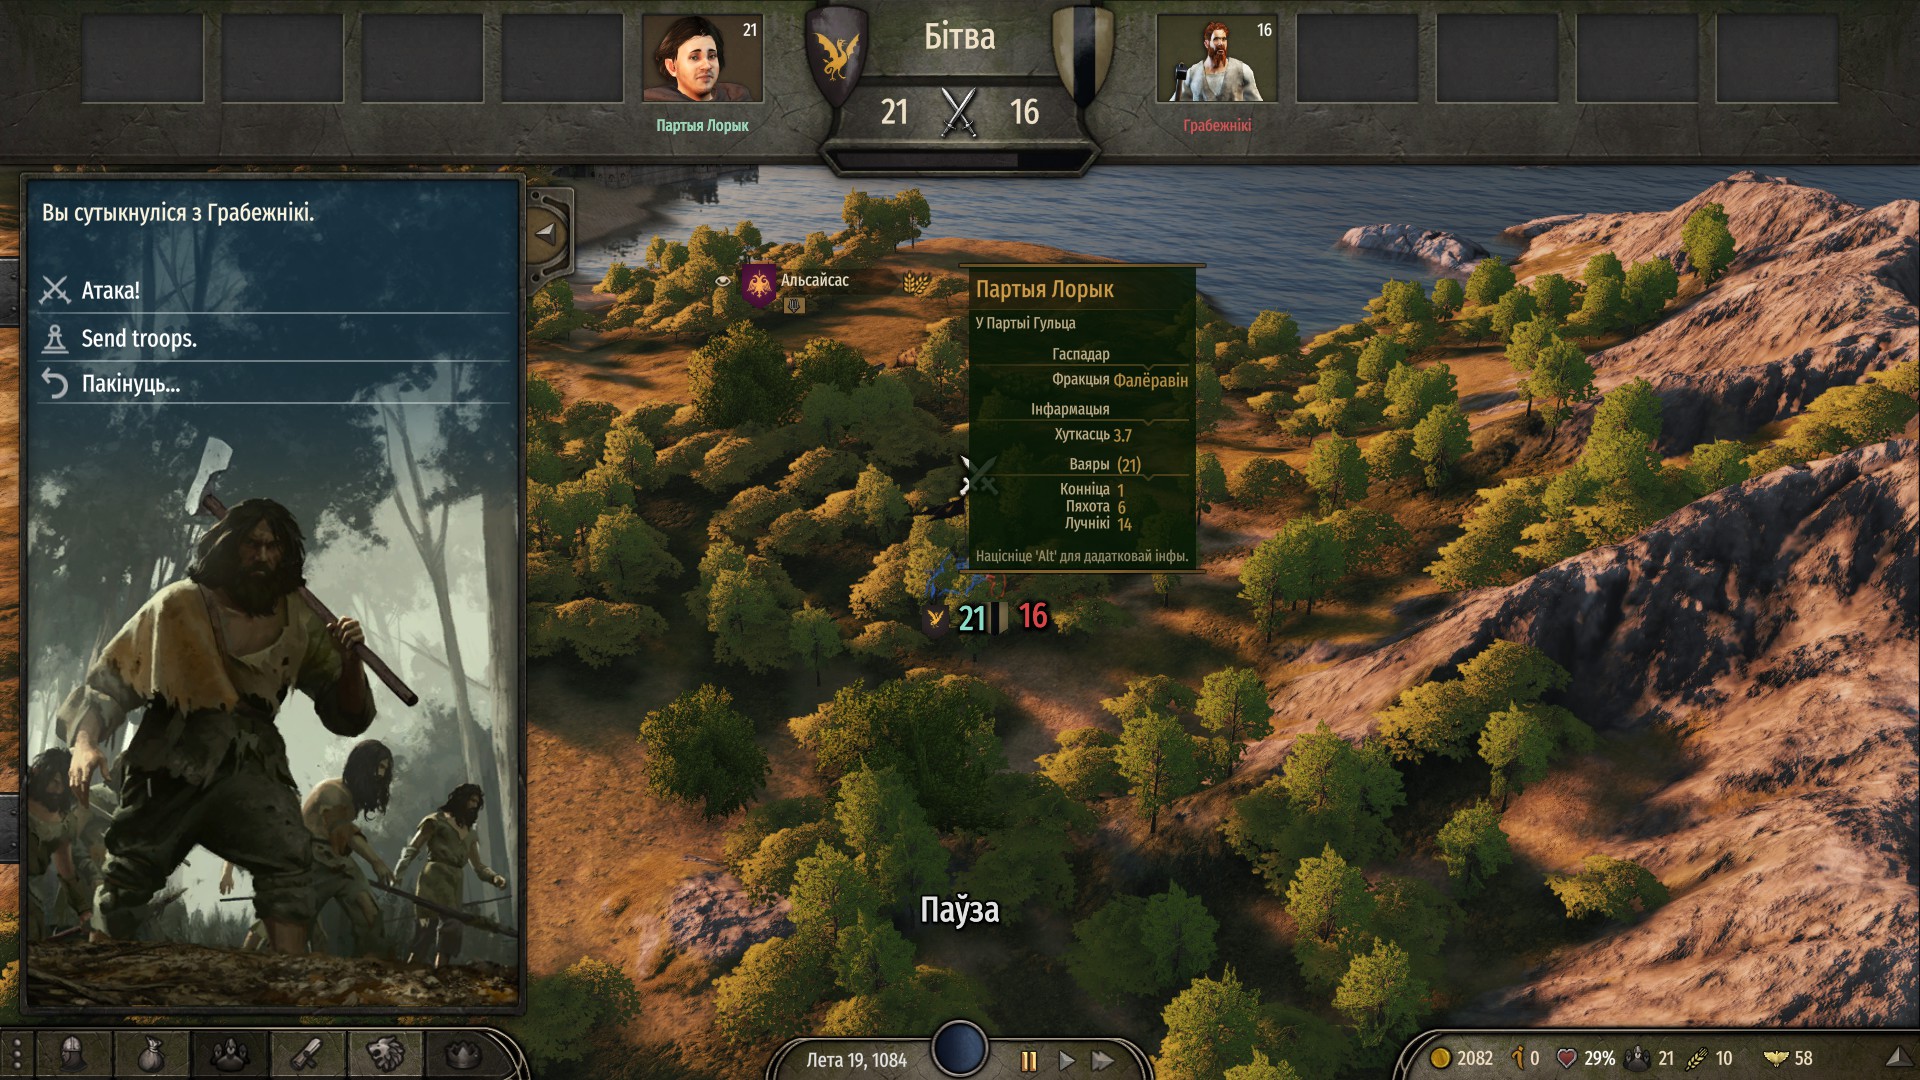 21
Бітва
16
21
16
Партыя Лорык
Грабежнікі
Вы сутыкнуліся з Грабежнікі.
Атака!
Send troops.
Пакінуць...
Альсайсас
Партыя Лорык
У Партыі Гульца
Гаспадар
Фракцыя Фалёравін
Інфармацыя
Хуткасць 3.7
Ваяры (21)
Конніца 1
Пяхота 6
Лучнікі 14
Націсніце 'Alt' для дадатковай інфы.
21 16
Паўза
Лета 19, 1084
2082 0 29% 21 10 58